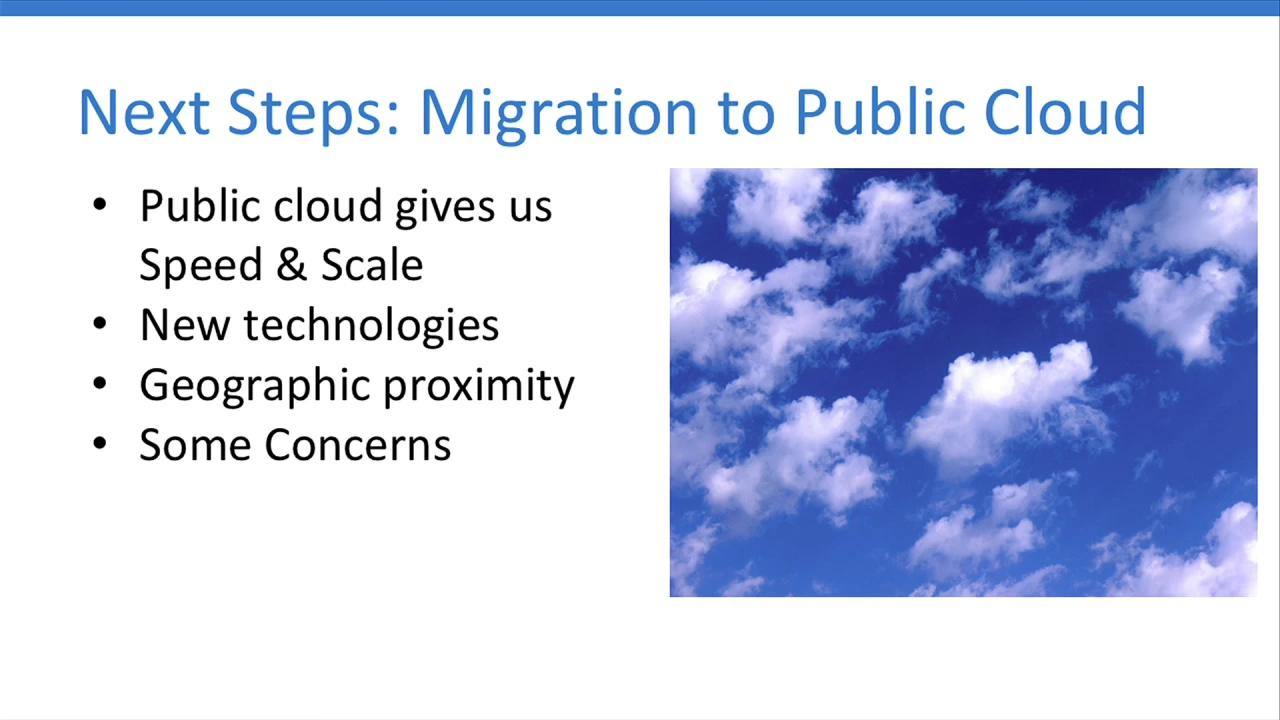 Next Steps: Migration to Public Cloud
• Public cloud gives us
Speed & Scale
• New technologies
• Geographic proximity
• Some Concerns